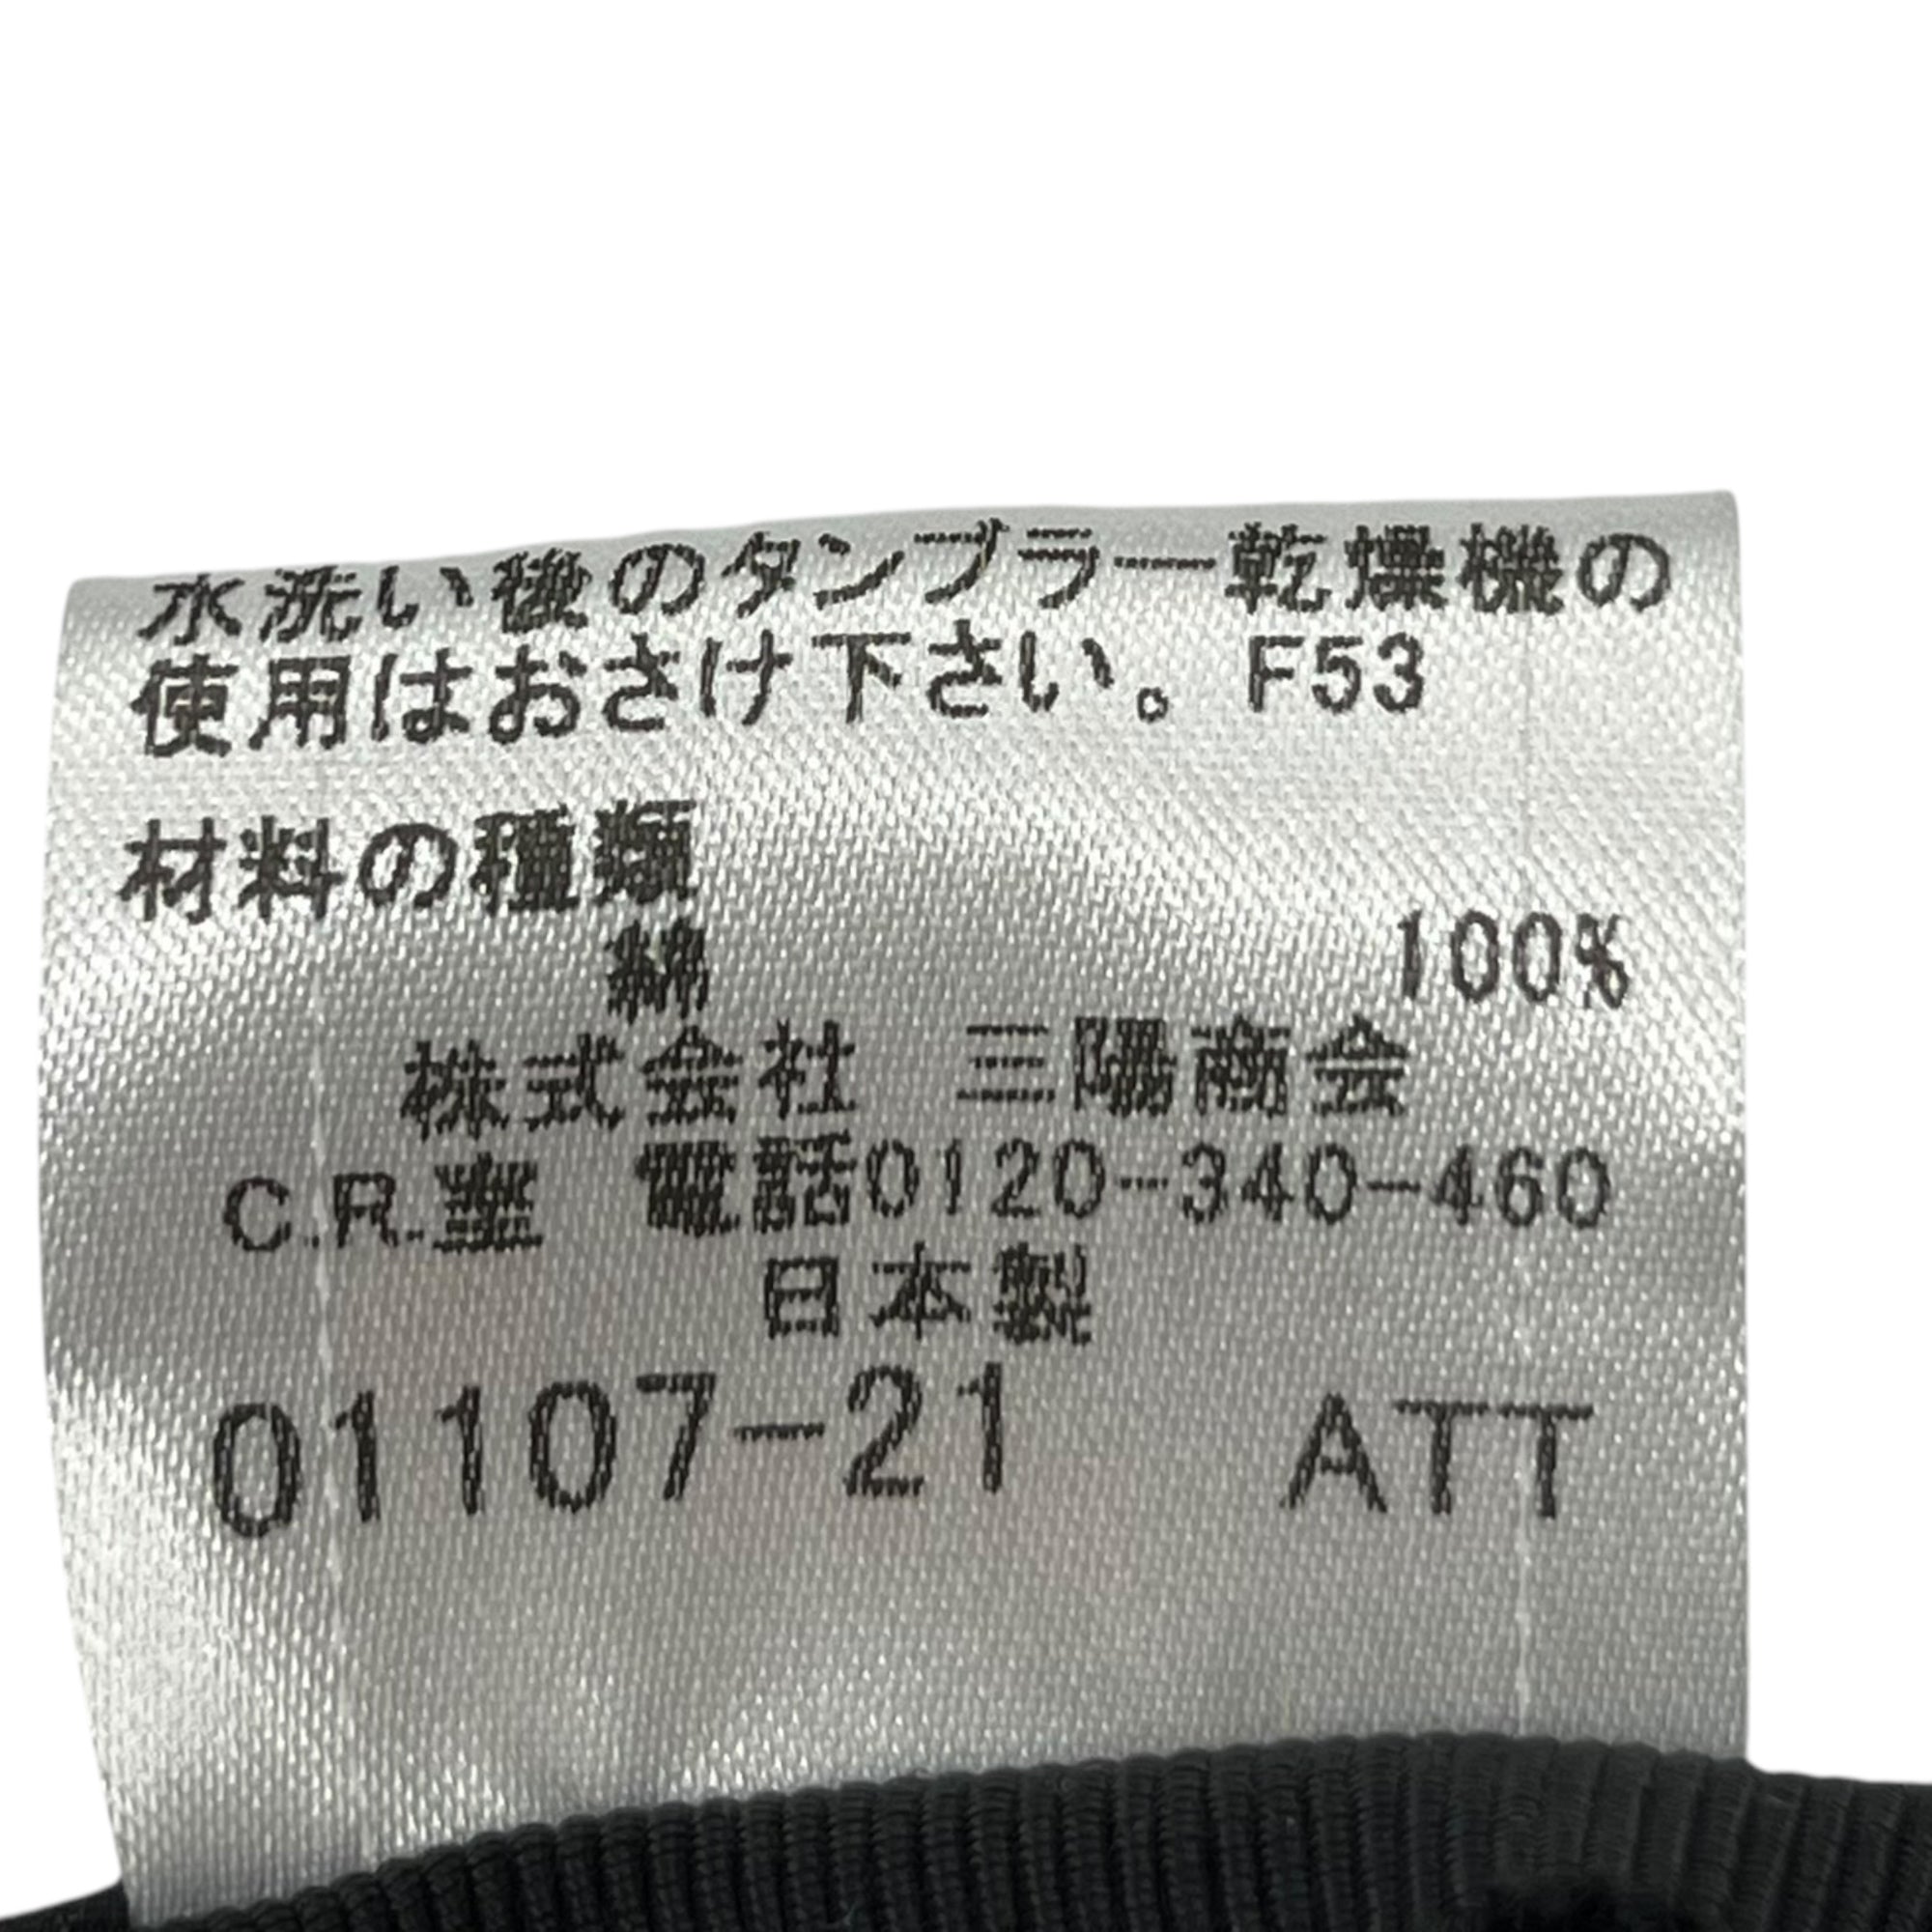 水洗い後のタンブラー乾燥機の
使用はおさけ下さい。 F53
材料の種類
綿 100%
株式会社 三陽商会
C.R.室 電話0120-340-460
日本製
01107-21 ATT